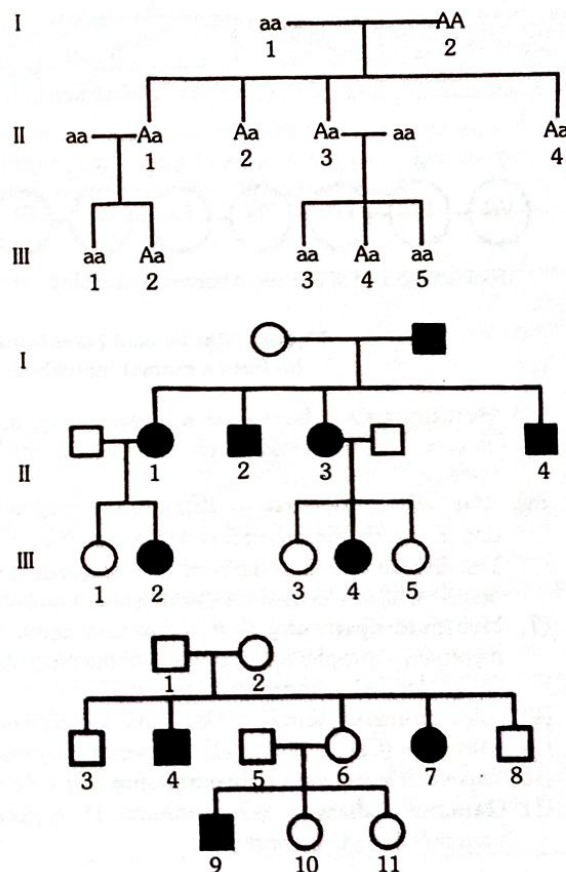 I aa AA
1 2
II aa Aa Aa Aa aa Aa
1 2 3 4
III aa Aa aa Aa aa
1 2 3 4 5
I
II 1 2 3 4
III 1 2 3 4 5
1 2
3 4 5 6 7 8
9 10 11